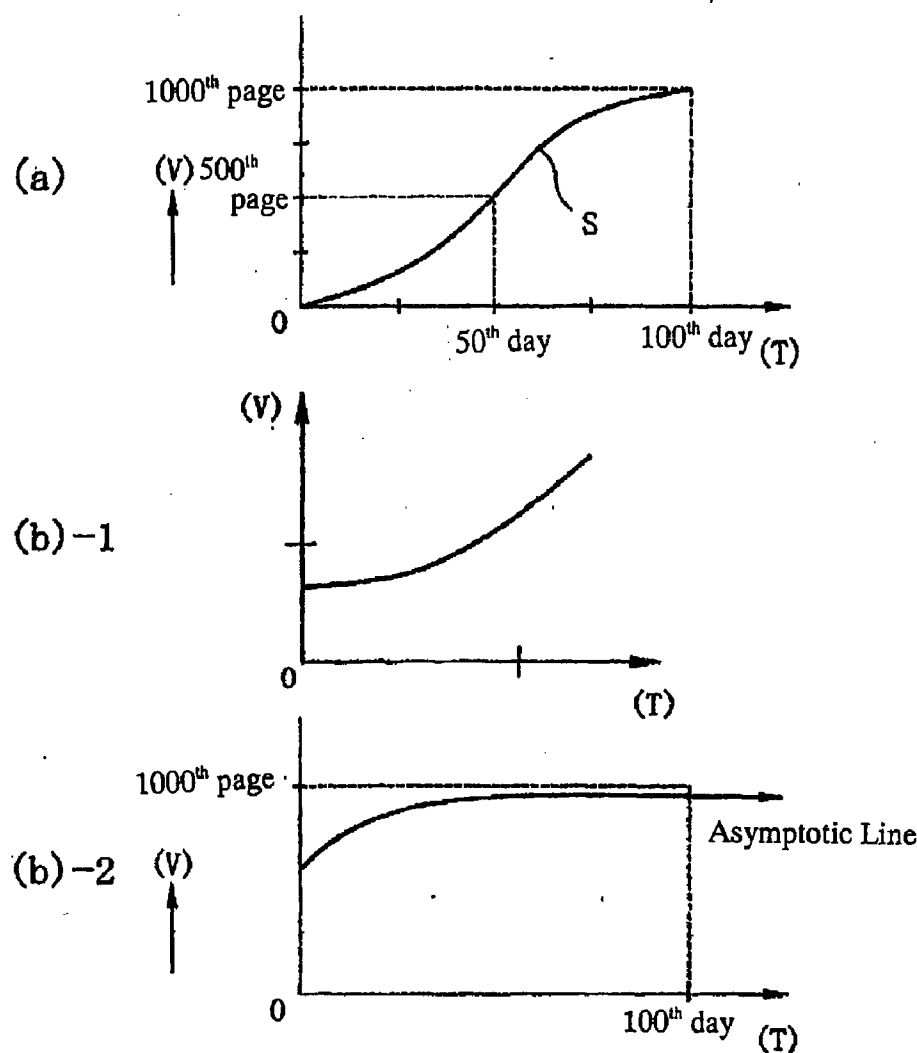 1000th page
(a) (V) 500th
page
S
0
50th day 100th day (T)
(V)
(b)-1
0
(T)
1000th page
Asymptotic Line
(b)-2 (V)
0
100th day (T)